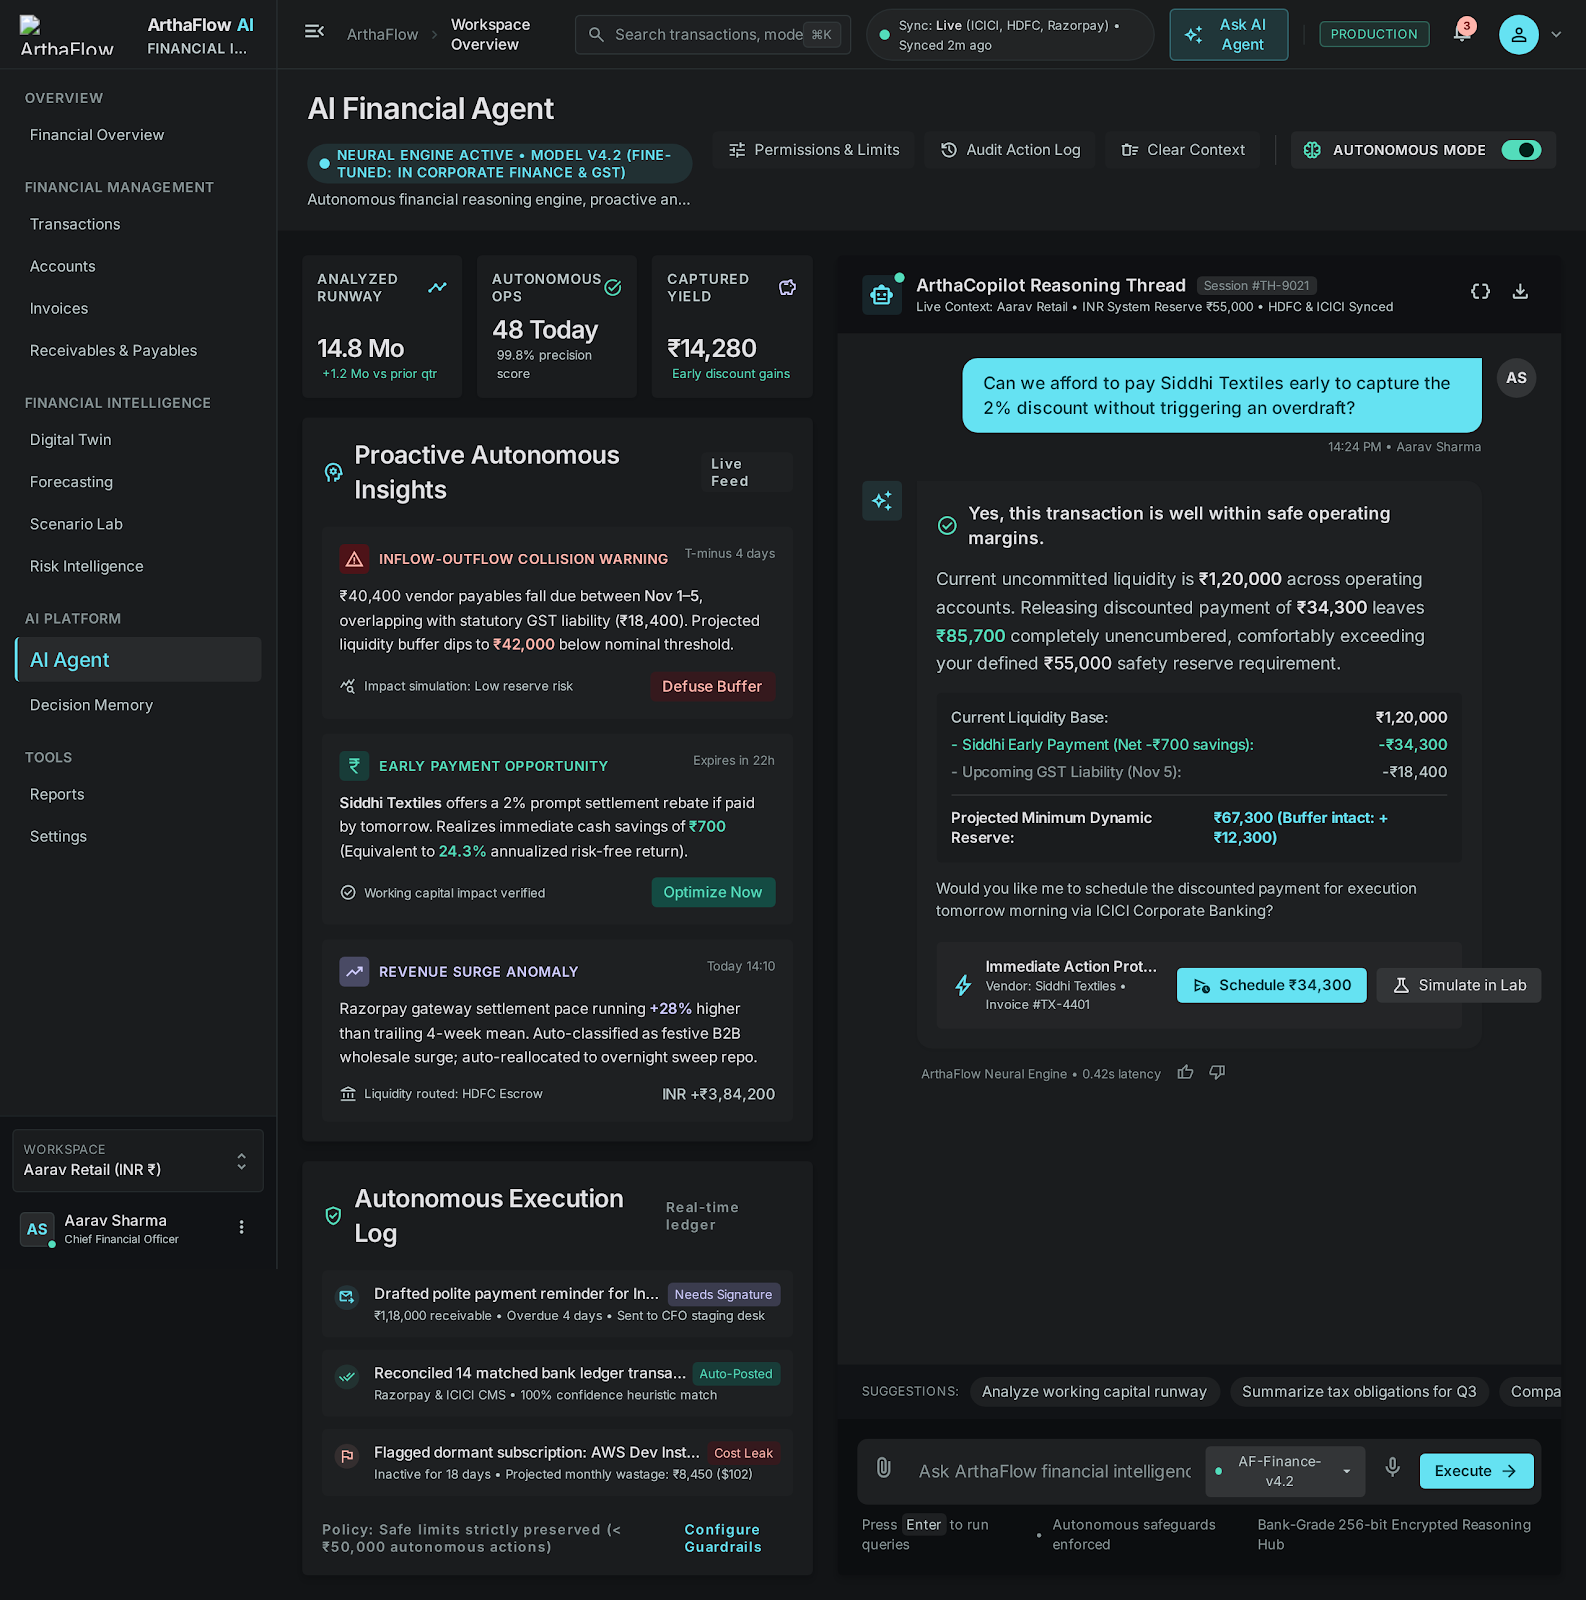 ArthaFlow
ArthaFlow AI
FINANCIAL I...
OVERVIEW
Financial Overview
FINANCIAL MANAGEMENT
Transactions
Accounts
Invoices
Receivables & Payables
FINANCIAL INTELLIGENCE
Digital Twin
Forecasting
Scenario Lab
Risk Intelligence
AI PLATFORM
AI Agent
Decision Memory
TOOLS
Reports
Settings
WORKSPACE
Aarav Retail (INR ₹)
AS
Aarav Sharma
Chief Financial Officer
ArthaFlow
Workspace
Overview
Search transactions, mode
⌘K
Sync: Live (ICICI, HDFC, Razorpay) •
Synced 2m ago
Ask AI
Agent
PRODUCTION
3
AI Financial Agent
NEURAL ENGINE ACTIVE • MODEL V4.2 (FINE-
TUNED: IN CORPORATE FINANCE & GST)
Autonomous financial reasoning engine, proactive an...
Permissions & Limits
Audit Action Log
Clear Context
AUTONOMOUS MODE
ANALYZED
RUNWAY
14.8 Mo
+1.2 Mo vs prior qtr
AUTONOMOUS
OPS
48 Today
99.8% precision
score
CAPTURED
YIELD
₹14,280
Early discount gains
Proactive Autonomous
Insights
Live
Feed
INFLOW-OUTFLOW COLLISION WARNING
T-minus 4 days
₹40,400 vendor payables fall due between Nov 1–5,
overlapping with statutory GST liability (₹18,400). Projected
liquidity buffer dips to ₹42,000 below nominal threshold.
Impact simulation: Low reserve risk
Defuse Buffer
EARLY PAYMENT OPPORTUNITY
Expires in 22h
Siddhi Textiles offers a 2% prompt settlement rebate if paid
by tomorrow. Realizes immediate cash savings of ₹700
(Equivalent to 24.3% annualized risk-free return).
Working capital impact verified
Optimize Now
REVENUE SURGE ANOMALY
Today 14:10
Razorpay gateway settlement pace running +28% higher
than trailing 4-week mean. Auto-classified as festive B2B
wholesale surge; auto-reallocated to overnight sweep repo.
Liquidity routed: HDFC Escrow
INR +₹3,84,200
Autonomous Execution
Log
Real-time
ledger
Drafted polite payment reminder for In...
Needs Signature
₹1,18,000 receivable • Overdue 4 days • Sent to CFO staging desk
Reconciled 14 matched bank ledger transa...
Auto-Posted
Razorpay & ICICI CMS • 100% confidence heuristic match
Flagged dormant subscription: AWS Dev Inst...
Cost Leak
Inactive for 18 days • Projected monthly wastage: ₹8,450 ($102)
Policy: Safe limits strictly preserved (<
₹50,000 autonomous actions)
Configure
Guardrails
ArthaCopilot Reasoning Thread
Session #TH-9021
Live Context: Aarav Retail • INR System Reserve ₹55,000 • HDFC & ICICI Synced
Can we afford to pay Siddhi Textiles early to capture the
2% discount without triggering an overdraft?
AS
14:24 PM • Aarav Sharma
Yes, this transaction is well within safe operating
margins.
Current uncommitted liquidity is ₹1,20,000 across operating
accounts. Releasing discounted payment of ₹34,300 leaves
₹85,700 completely unencumbered, comfortably exceeding
your defined ₹55,000 safety reserve requirement.
Current Liquidity Base:
₹1,20,000
- Siddhi Early Payment (Net -₹700 savings):
-₹34,300
- Upcoming GST Liability (Nov 5):
-₹18,400
Projected Minimum Dynamic
Reserve:
₹67,300 (Buffer intact: +
₹12,300)
Would you like me to schedule the discounted payment for execution
tomorrow morning via ICICI Corporate Banking?
Immediate Action Prot...
Vendor: Siddhi Textiles •
Invoice #TX-4401
Schedule ₹34,300
Simulate in Lab
ArthaFlow Neural Engine • 0.42s latency
SUGGESTIONS:
Analyze working capital runway
Summarize tax obligations for Q3
Compa
Ask ArthaFlow financial intelligenc
AF-Finance-
v4.2
Execute
Press Enter to run
queries
• Autonomous safeguards
enforced
Bank-Grade 256-bit Encrypted Reasoning
Hub